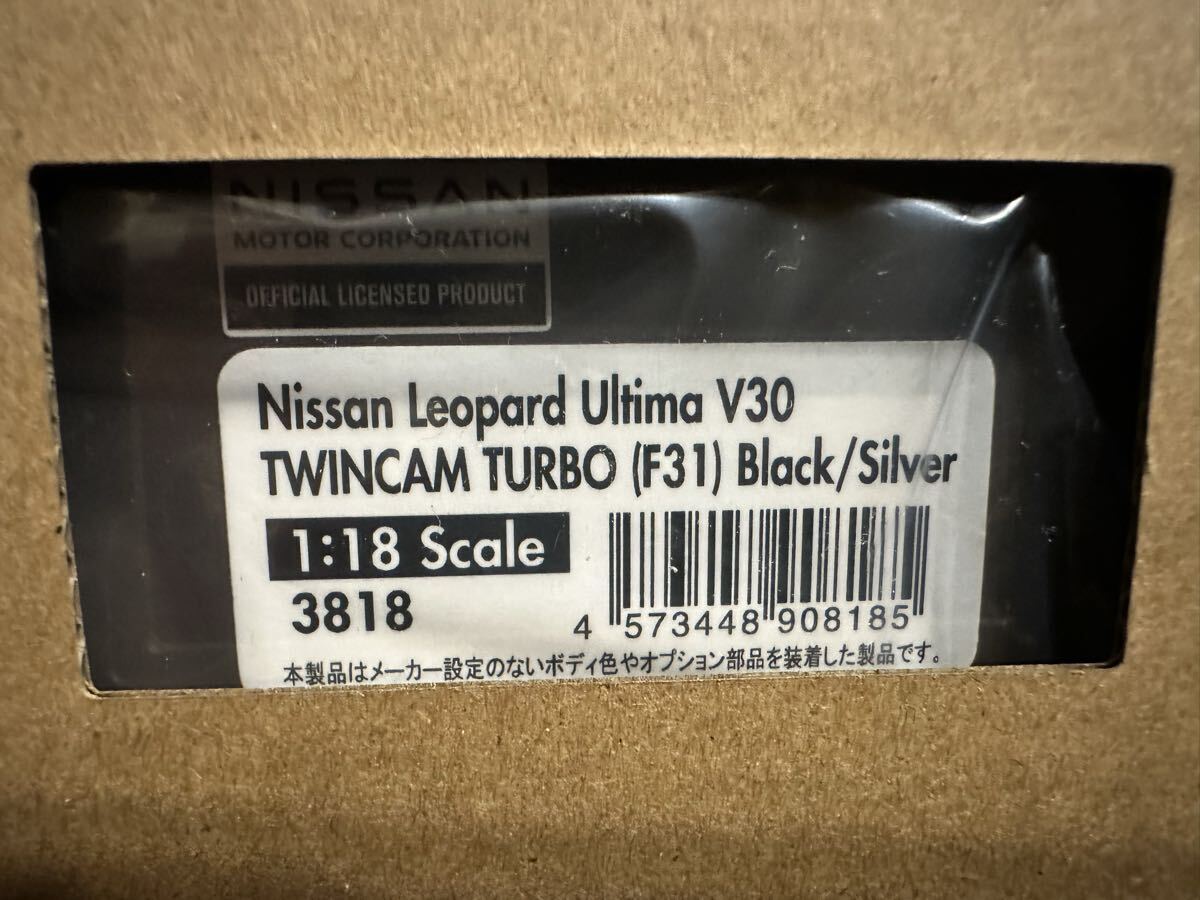 NISSAN
MOTOR CORPORATION
OFFICIAL LICENSED PRODUCT
Nissan Leopard Ultima V30
TWINCAM TURBO (F31) Black/Silver
1:18 Scale
3818
4 573448 908185
本製品はメーカー設定のないボディ色やオプション部品を装着した製品です。